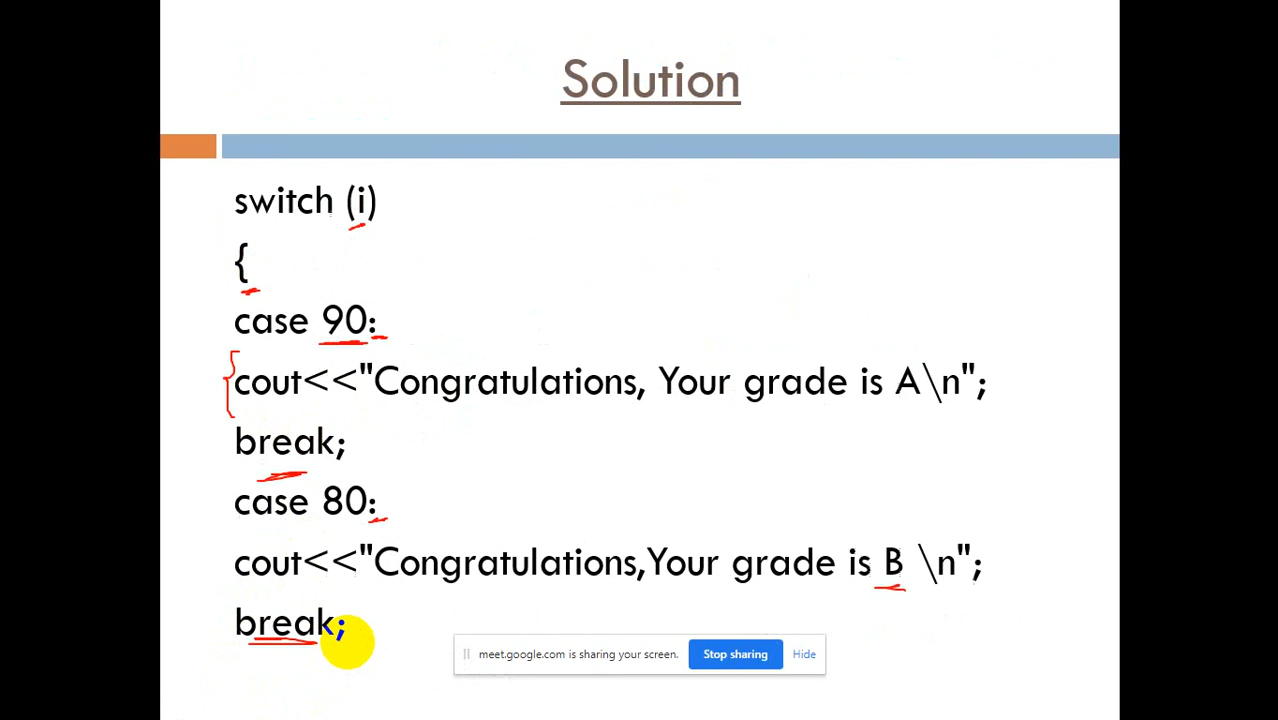 Solution
switch (i)
{
case 90:
cout<<"Congratulations, Your grade is A\n";
break;
case 80:
cout<<"Congratulations,Your grade is B \n";
break;
meet.google.com is sharing your screen. Stop sharing Hide